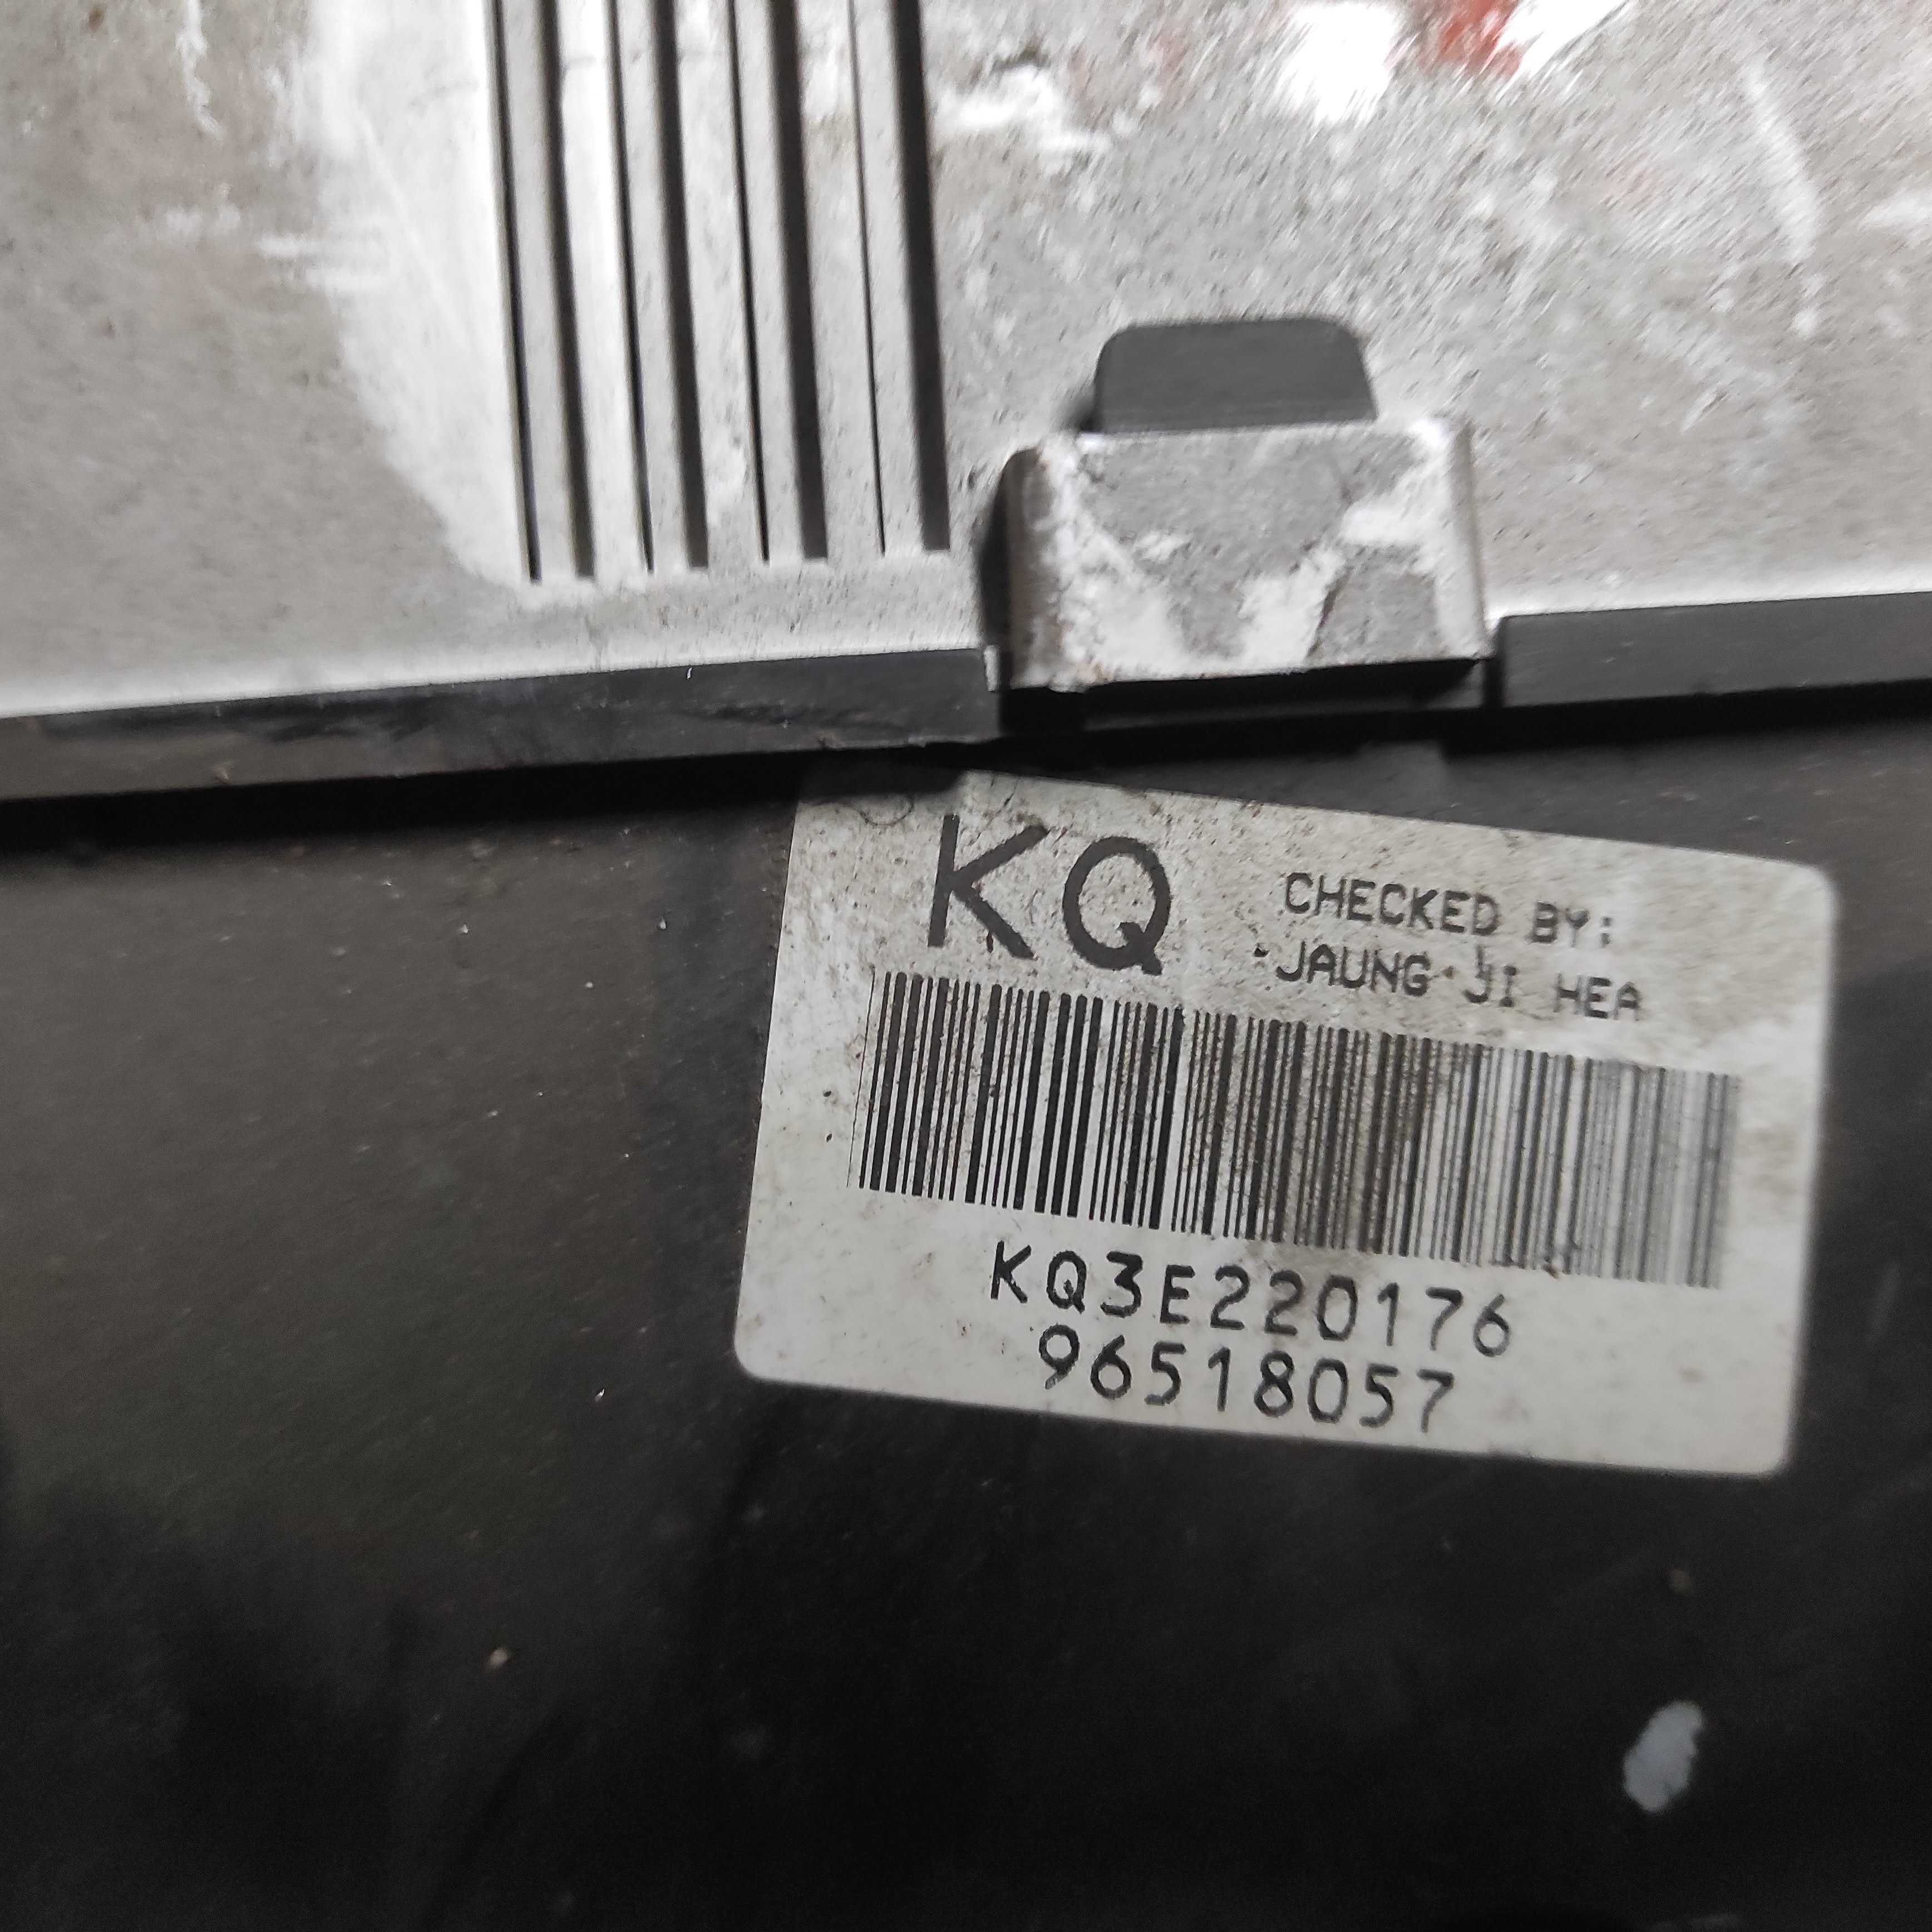 KQ
CHECKED BY:
JAUNG JI HEA
KQ3E220176
96518057